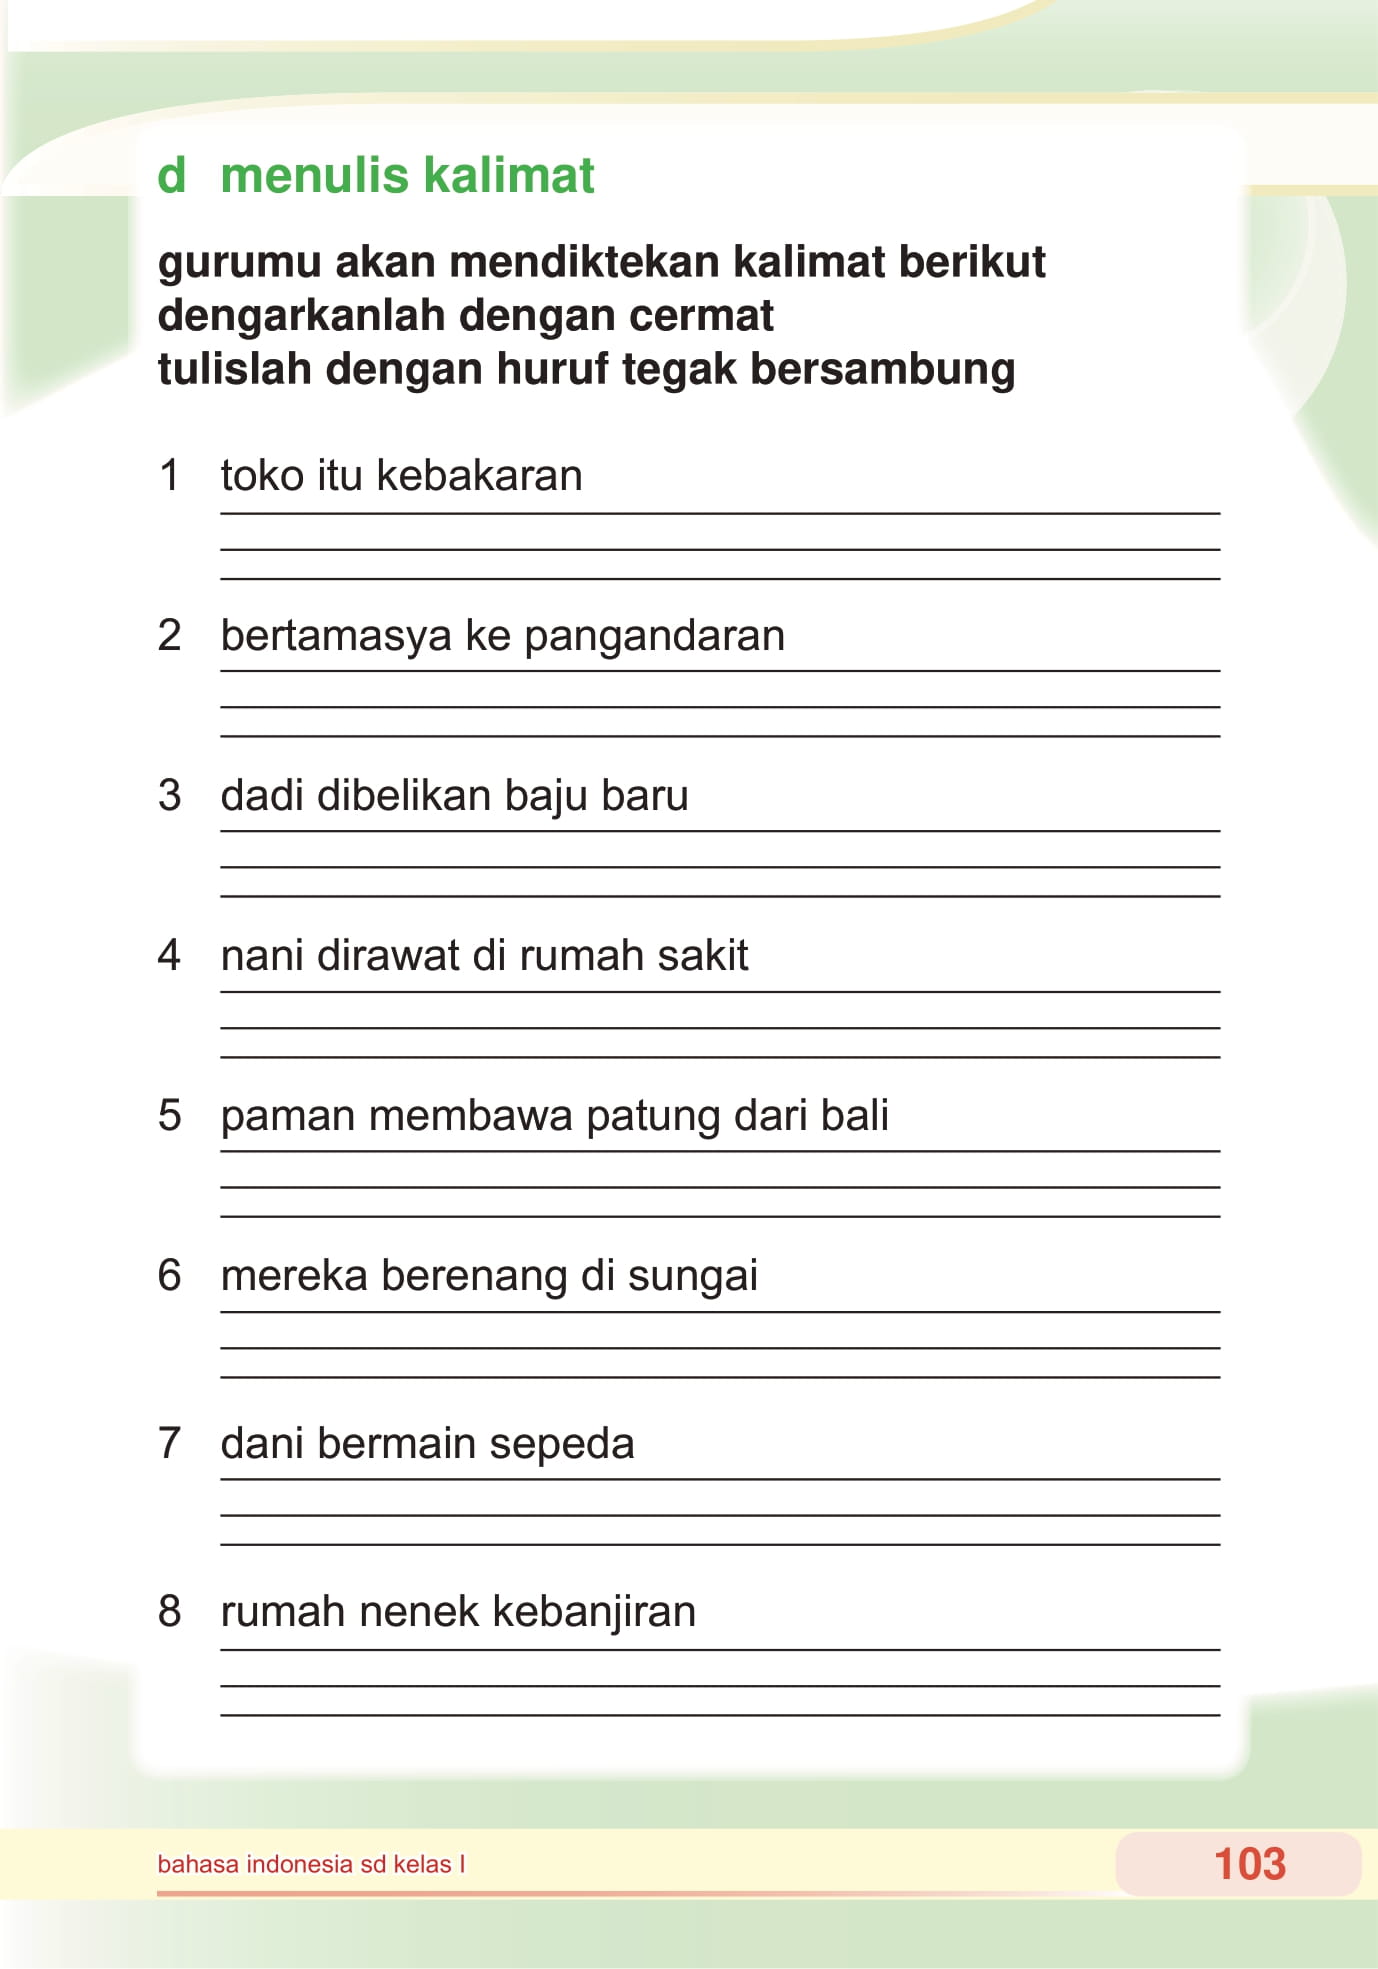 d menulis kalimat
gurumu akan mendiktekan kalimat berikut
dengarkanlah dengan cermat
tulislah dengan huruf tegak bersambung
1 toko itu kebakaran
2 bertamasya ke pangandaran
3 dadi dibelikan baju baru
4 nani dirawat di rumah sakit
5 paman membawa patung dari bali
6 mereka berenang di sungai
7 dani bermain sepeda
8 rumah nenek kebanjiran
bahasa indonesia sd kelas I
103